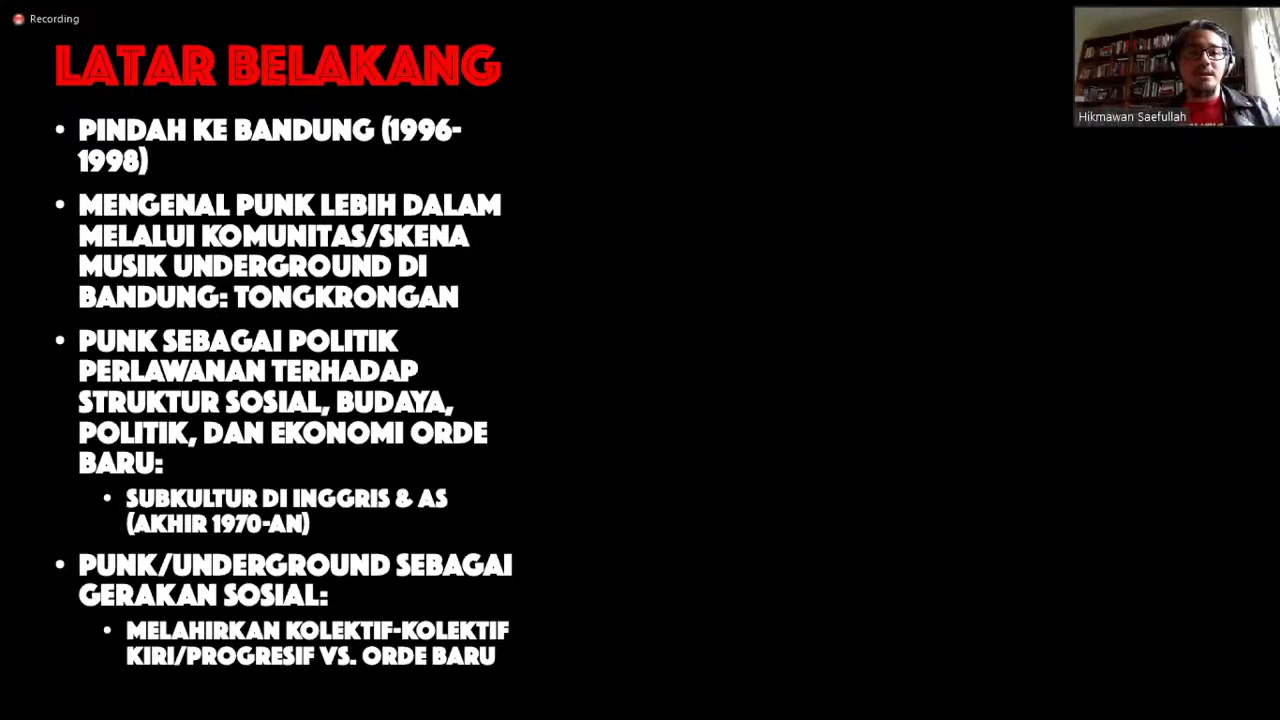 Recording
LATAR BELAKANG
• PINDAH KE BANDUNG (1996-
1998)
• MENGENAL PUNK LEBIH DALAM
MELALUI KOMUNITAS/SKENA
MUSIK UNDERGROUND DI
BANDUNG: TONGKRONGAN
• PUNK SEBAGAI POLITIK
PERLAWANAN TERHADAP
STRUKTUR SOSIAL, BUDAYA,
POLITIK, DAN EKONOMI ORDE
BARU:
• SUBKULTUR DI INGGRIS & AS
(AKHIR 1970-AN)
• PUNK/UNDERGROUND SEBAGAI
GERAKAN SOSIAL:
• MELAHIRKAN KOLEKTIF-KOLEKTIF
KIRI/PROGRESIF VS. ORDE BARU
Hikmawan Saefullah